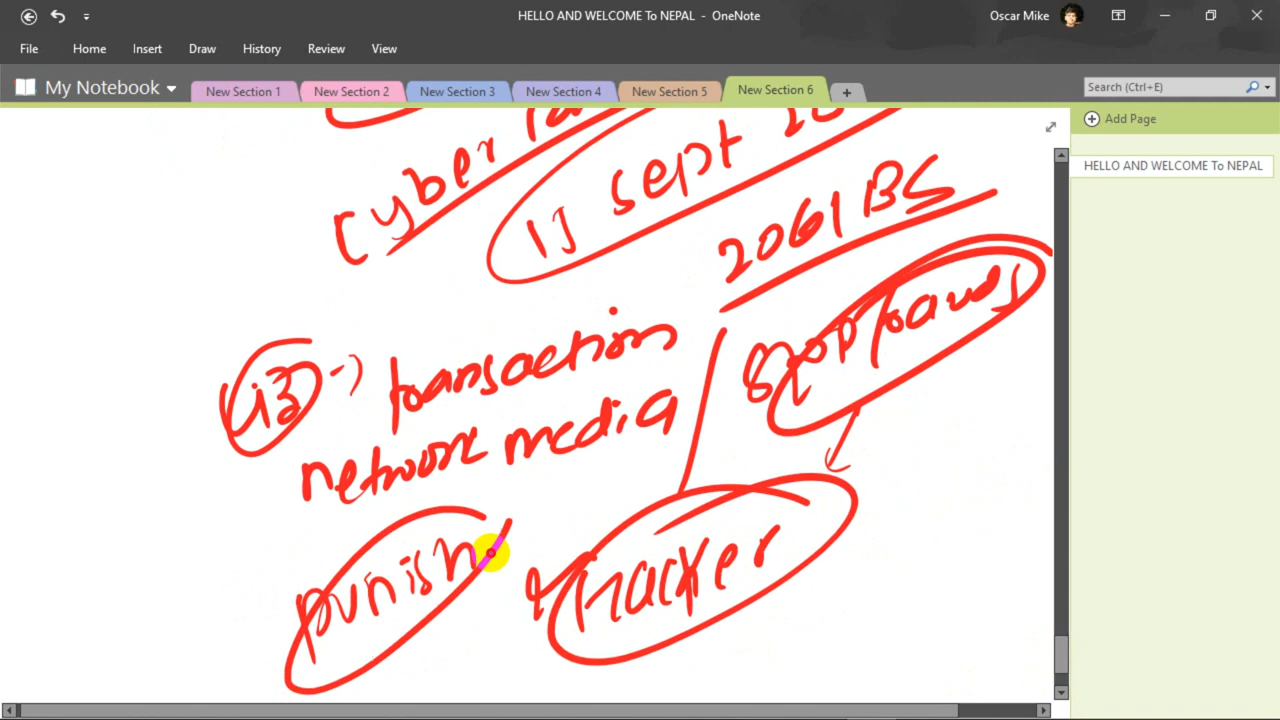 HELLO AND WELCOME To NEPAL - OneNote
Oscar Mike
File Home Insert Draw History Review View
My Notebook
New Section 1 New Section 2 New Section 3 New Section 4 New Section 5 New Section 6 +
Search (Ctrl+E)
Add Page
HELLO AND WELCOME To NEPAL
Cyber
sept
2061 BS
transaction
network media
punish
hacker